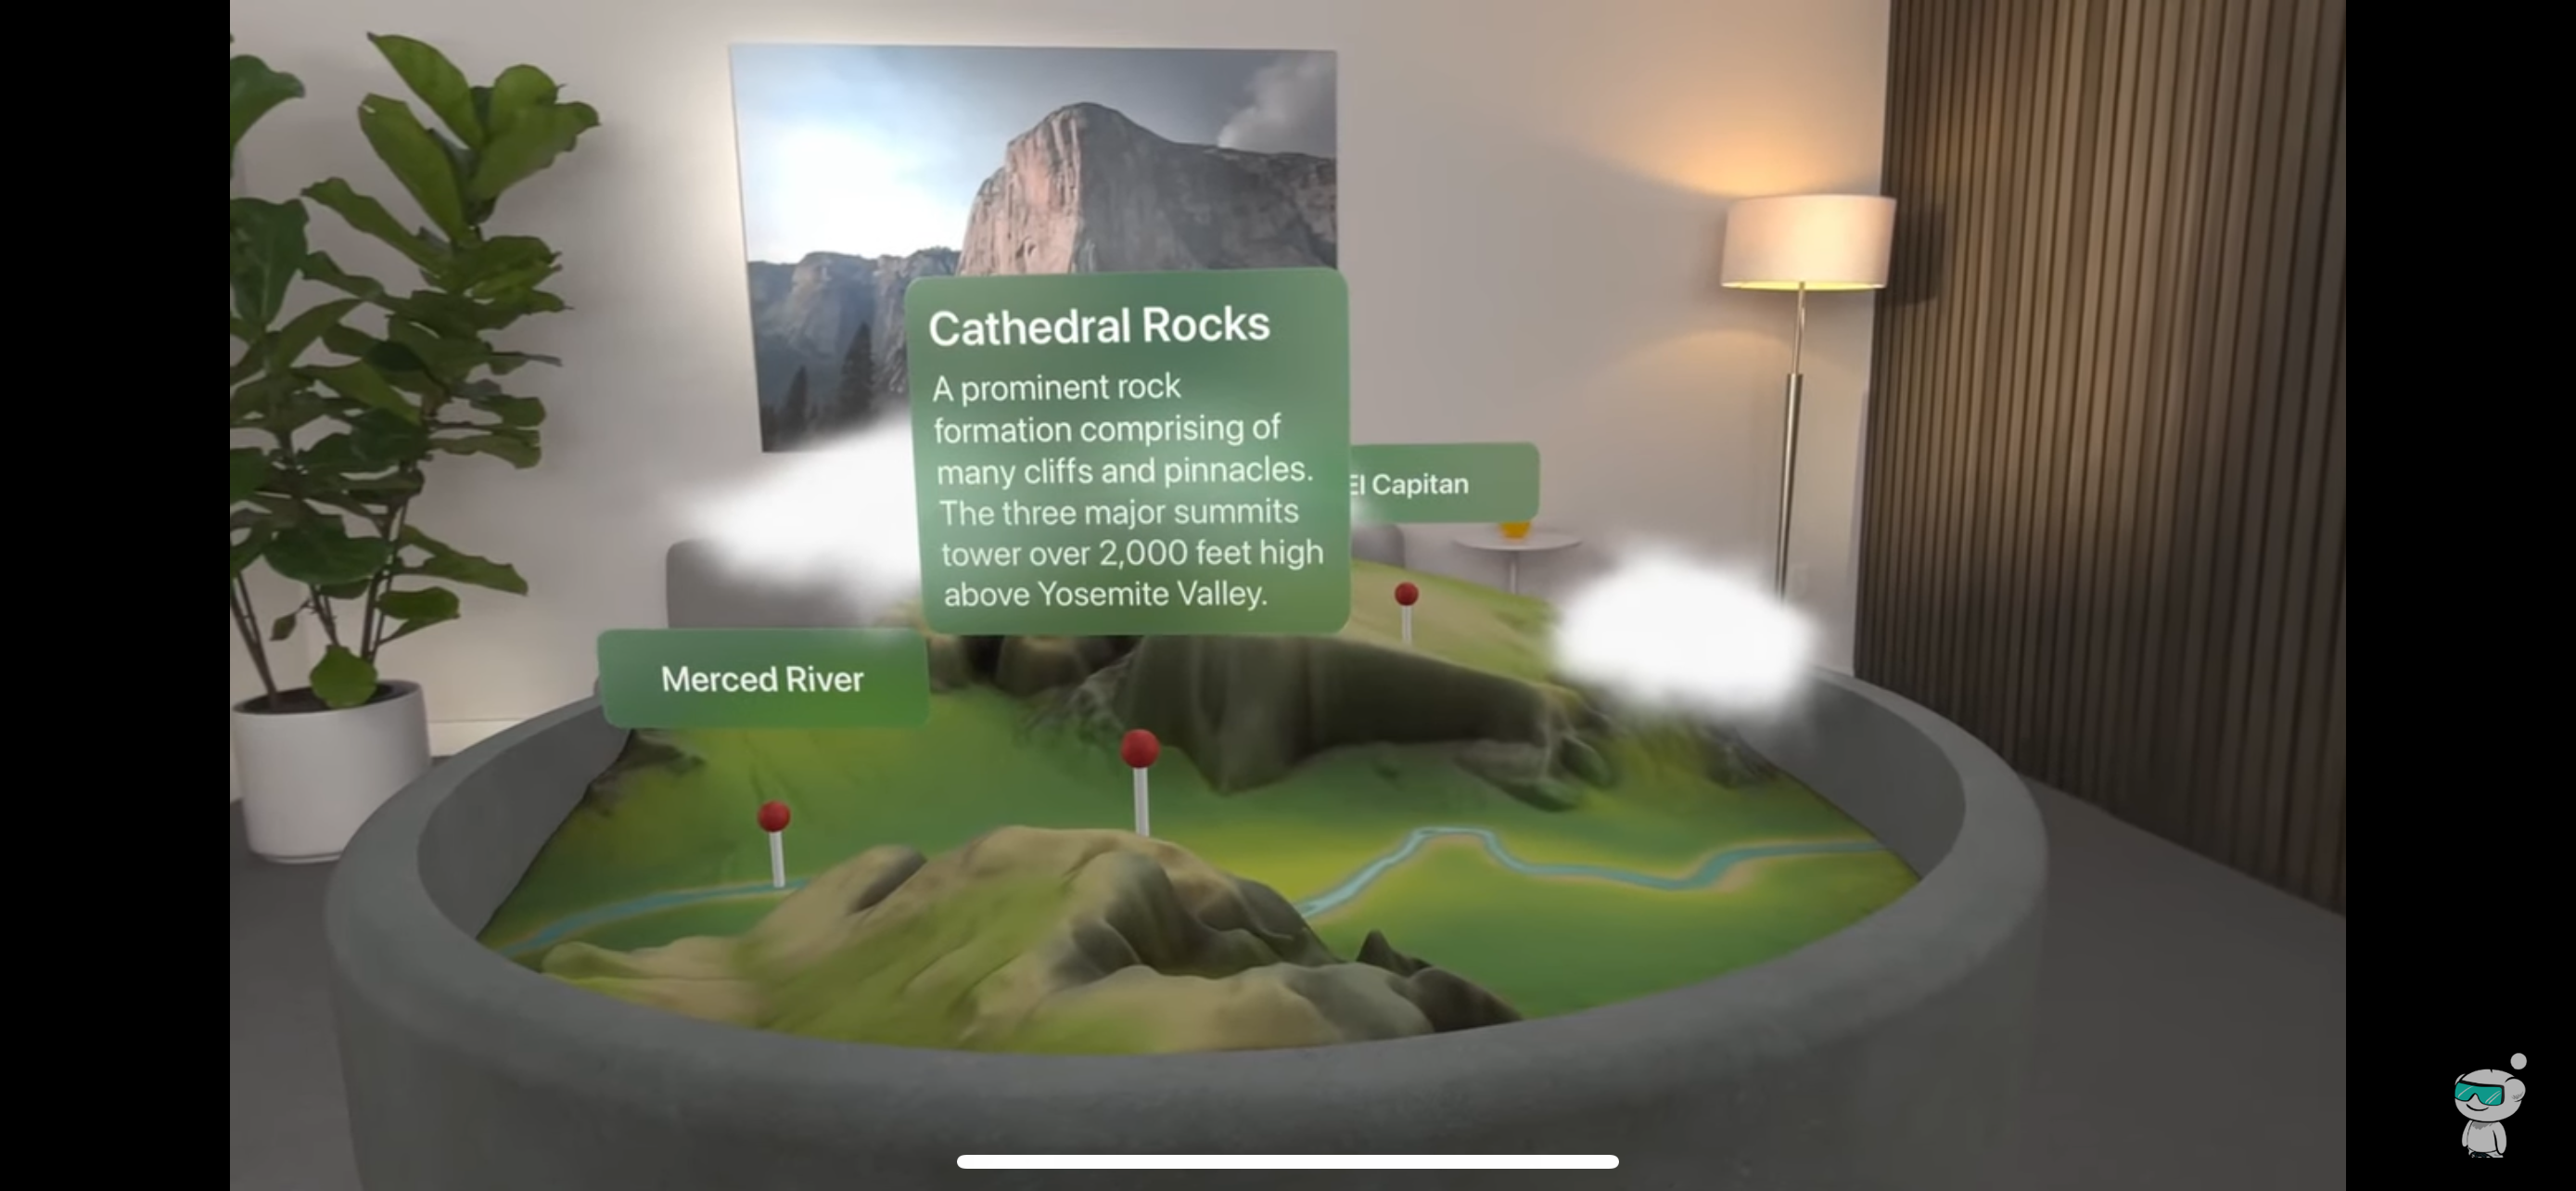 Cathedral Rocks
A prominent rock
formation comprising of
many cliffs and pinnacles.
The three major summits
tower over 2,000 feet high
above Yosemite Valley.
El Capitan
Merced River